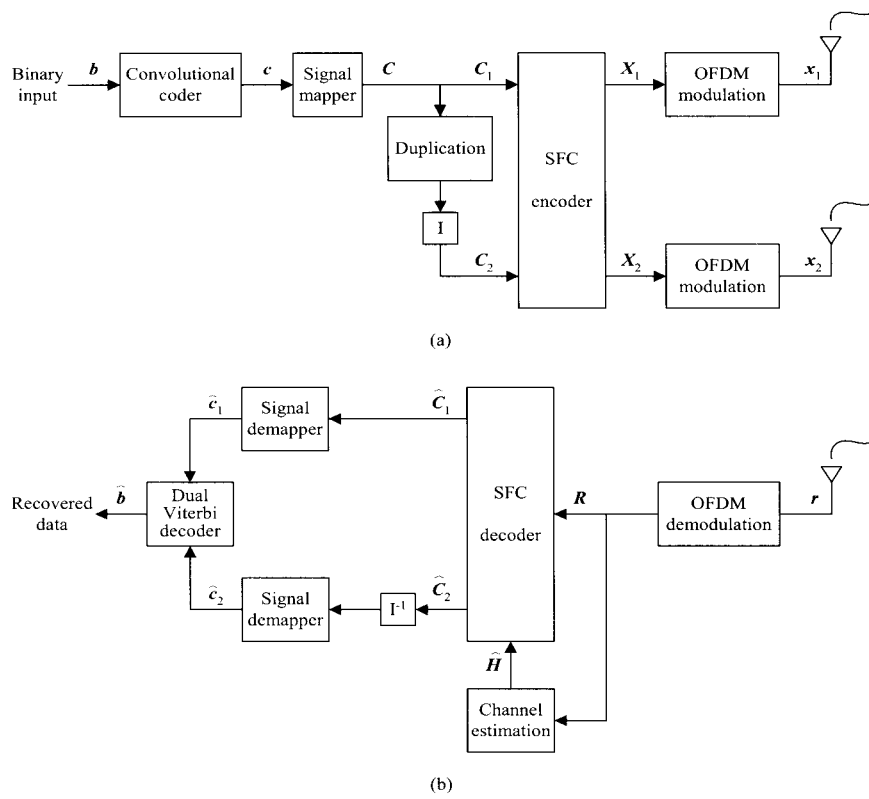 Binary
input
b
Convolutional
coder
c
Signal
mapper
C
C1
Duplication
I
C2
SFC
encoder
X1
OFDM
modulation
x1
X2
OFDM
modulation
x2
(a)
Recovered
data
b̂
ĉ1
Signal
demapper
Ĉ1
Dual
Viterbi
decoder
ĉ2
Signal
demapper
I-1
Ĉ2
SFC
decoder
R
OFDM
demodulation
r
Ĥ
Channel
estimation
(b)